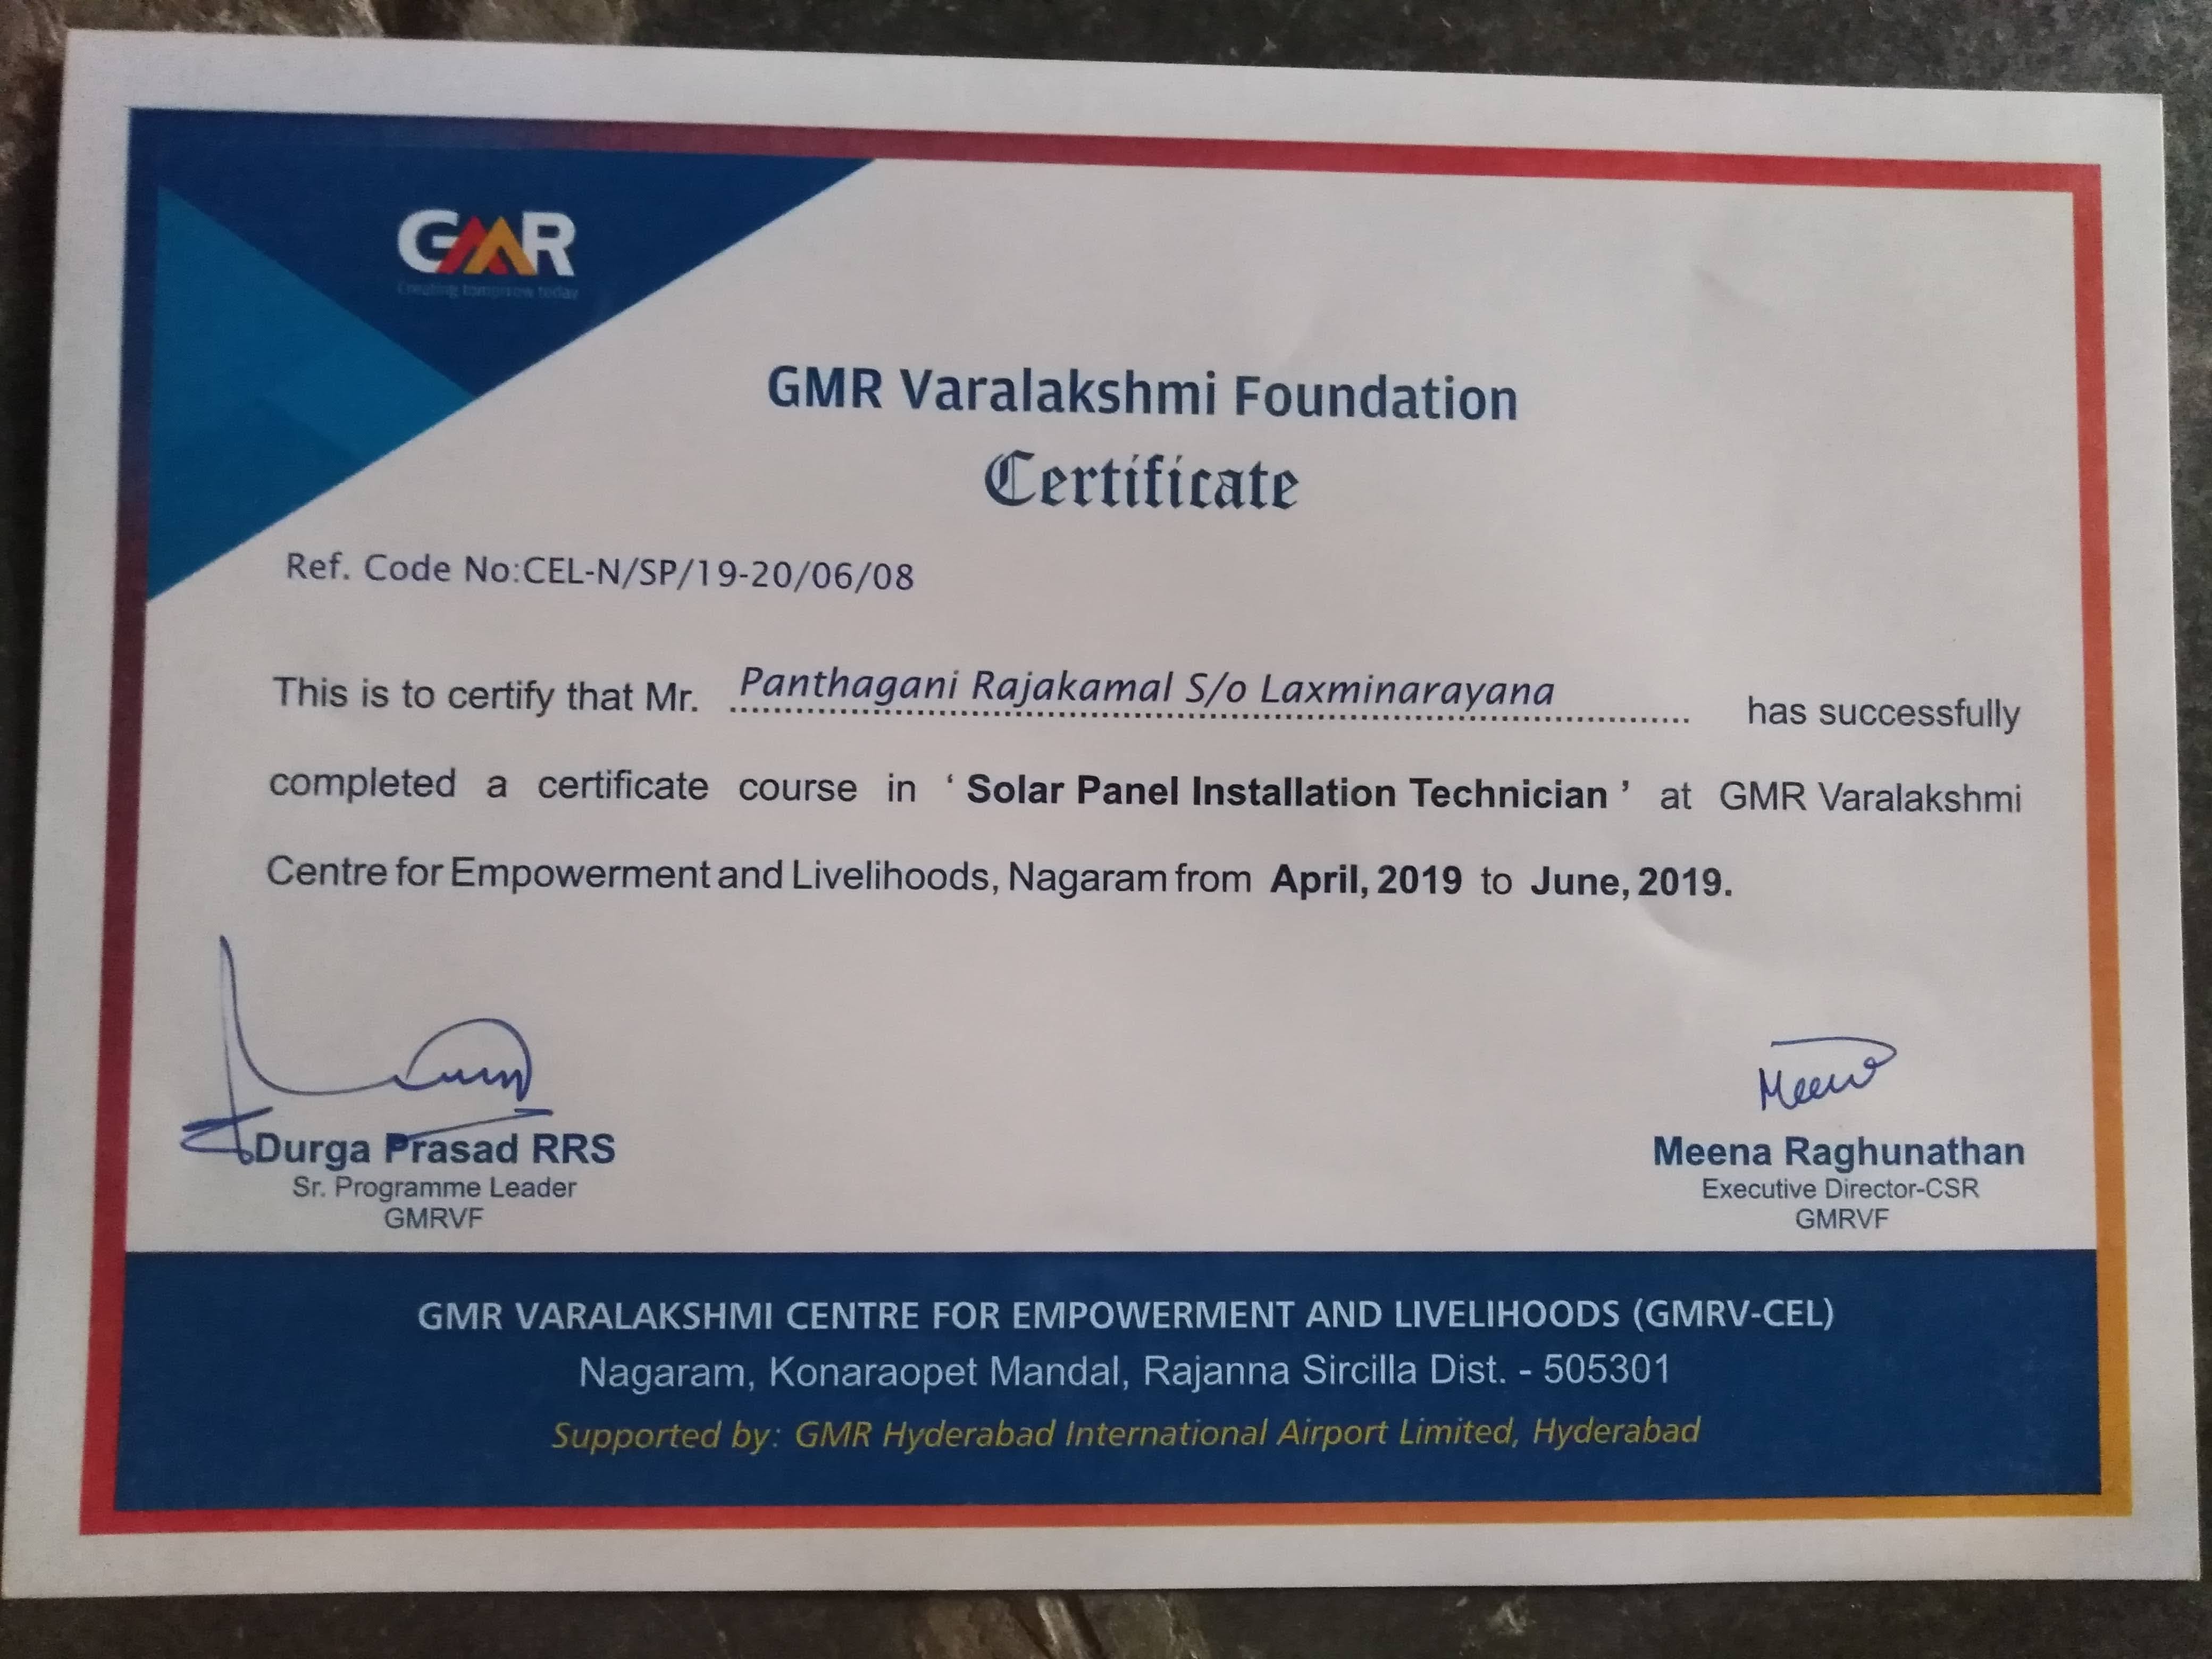 GMR
Creating tomorrow today
GMR Varalakshmi Foundation
Certificate
Ref. Code No:CEL-N/SP/19-20/06/08
This is to certify that Mr. Panthagani Rajakamal S/o Laxminarayana has successfully
completed a certificate course in ‘ Solar Panel Installation Technician ’ at GMR Varalakshmi
Centre for Empowerment and Livelihoods, Nagaram from April, 2019 to June, 2019.
Meena
Durga Prasad RRS
Sr. Programme Leader
GMRVF
Meena Raghunathan
Executive Director-CSR
GMRVF
GMR VARALAKSHMI CENTRE FOR EMPOWERMENT AND LIVELIHOODS (GMRV-CEL)
Nagaram, Konaraopet Mandal, Rajanna Sircilla Dist. - 505301
Supported by: GMR Hyderabad International Airport Limited, Hyderabad